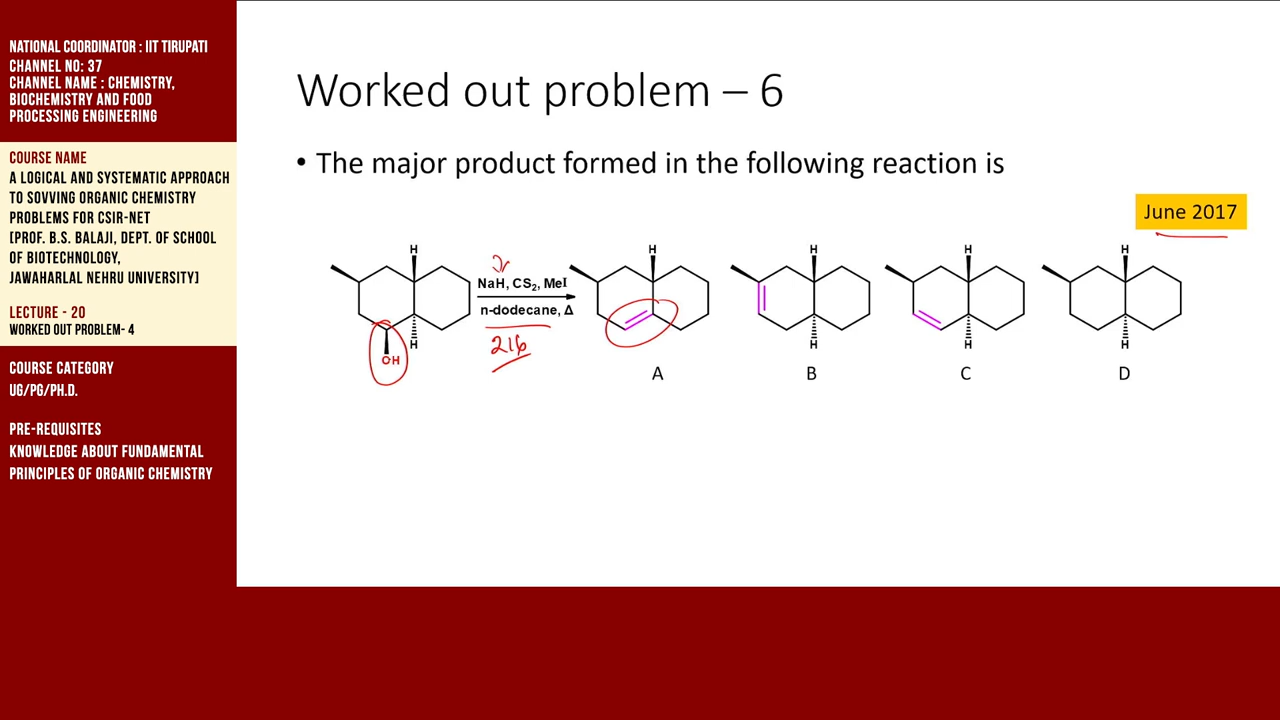 NATIONAL COORDINATOR : IIT TIRUPATI
CHANNEL NO: 37
CHANNEL NAME : CHEMISTRY,
BIOCHEMISTRY AND FOOD
PROCESSING ENGINEERING
COURSE NAME
A LOGICAL AND SYSTEMATIC APPROACH
TO SOVVING ORGANIC CHEMISTRY
PROBLEMS FOR CSIR-NET
[PROF. B.S. BALAJI, DEPT. OF SCHOOL
OF BIOTECHNOLOGY,
JAWAHARLAL NEHRU UNIVERSITY]
LECTURE - 20
WORKED OUT PROBLEM- 4
COURSE CATEGORY
UG/PG/PH.D.
PRE-REQUISITES
KNOWLEDGE ABOUT FUNDAMENTAL
PRINCIPLES OF ORGANIC CHEMISTRY
Worked out problem – 6
• The major product formed in the following reaction is
June 2017
H H H H H
NaH, CS₂, MeI
n-dodecane, Δ
216
H H H H
OH
A B C D